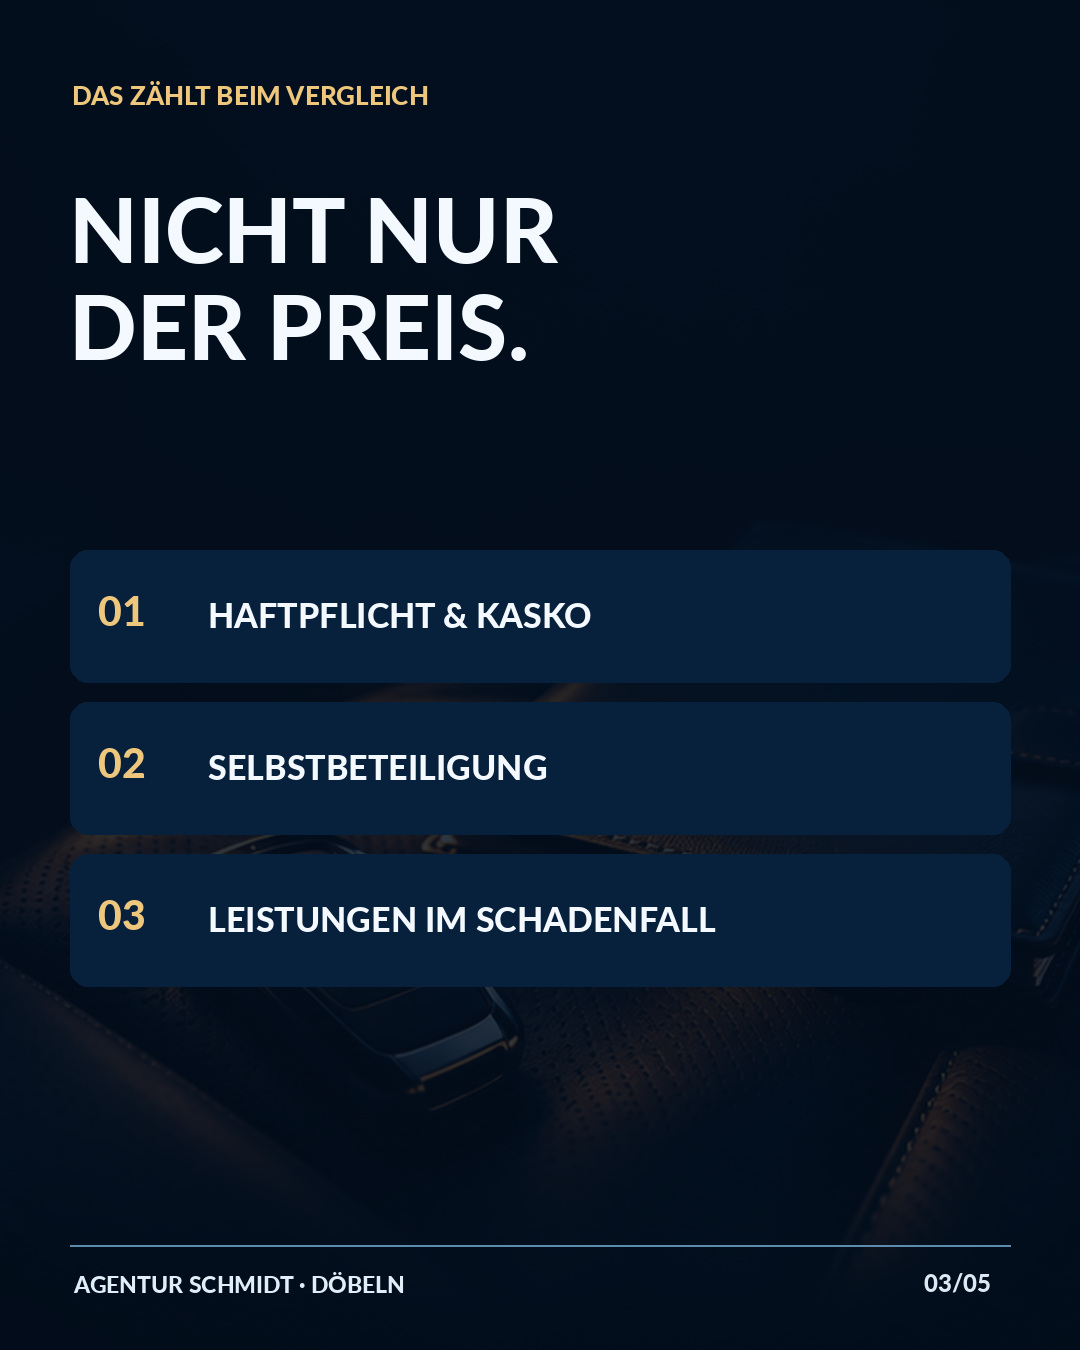 DAS ZÄHLT BEIM VERGLEICH
NICHT NUR
DER PREIS.
01 HAFTPFLICHT & KASKO
02 SELBSTBETEILIGUNG
03 LEISTUNGEN IM SCHADENFALL
AGENTUR SCHMIDT · DÖBELN 03/05